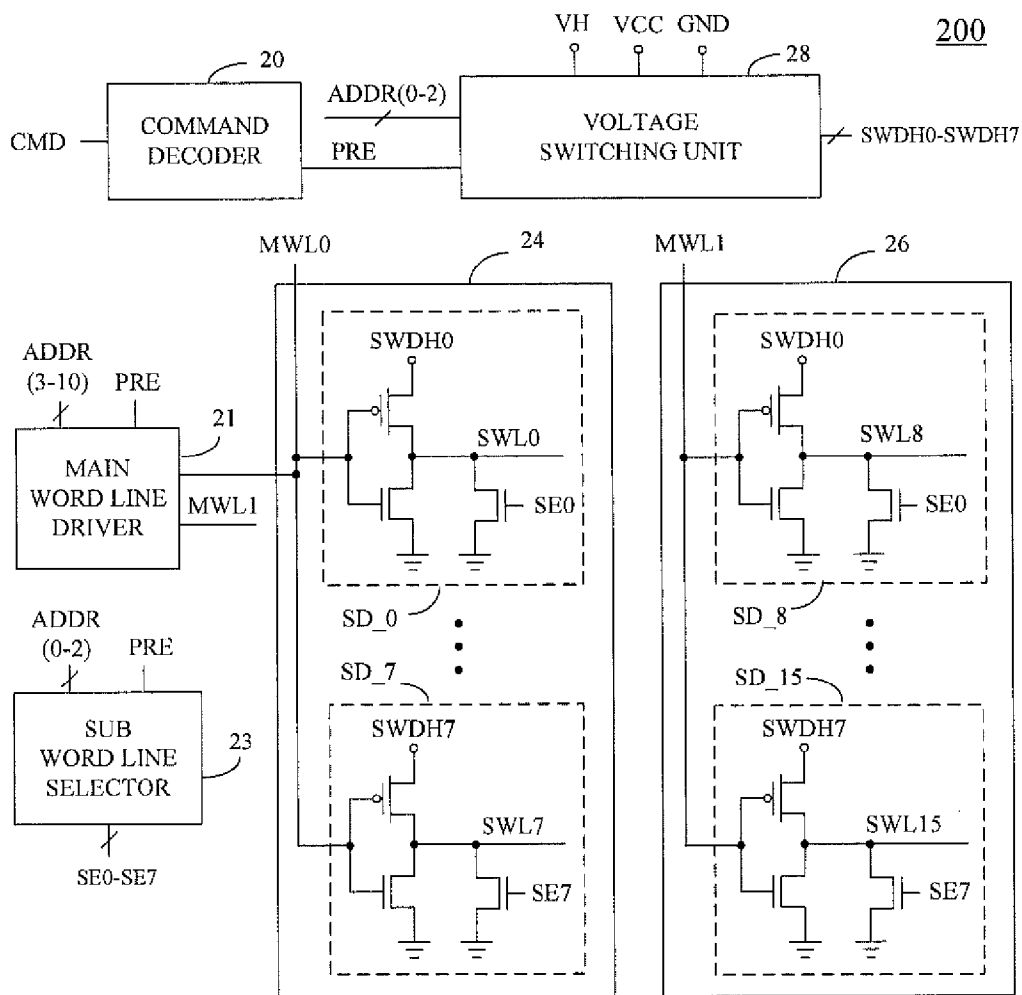 200
VH VCC GND
20
28
ADDR(0-2)
CMD
COMMAND
DECODER
PRE
VOLTAGE
SWITCHING UNIT
SWDH0-SWDH7
MWL0
24
MWL1
26
SWDH0
SWDH0
ADDR
(3-10)
PRE
21
MAIN
WORD LINE
DRIVER
MWL1
SWL0
SE0
SWL8
SE0
SD_0
SD_8
ADDR
(0-2)
PRE
SD_7
SD_15
SUB
WORD LINE
SELECTOR
23
SE0-SE7
SWDH7
SWDH7
SWL7
SE7
SWL15
SE7